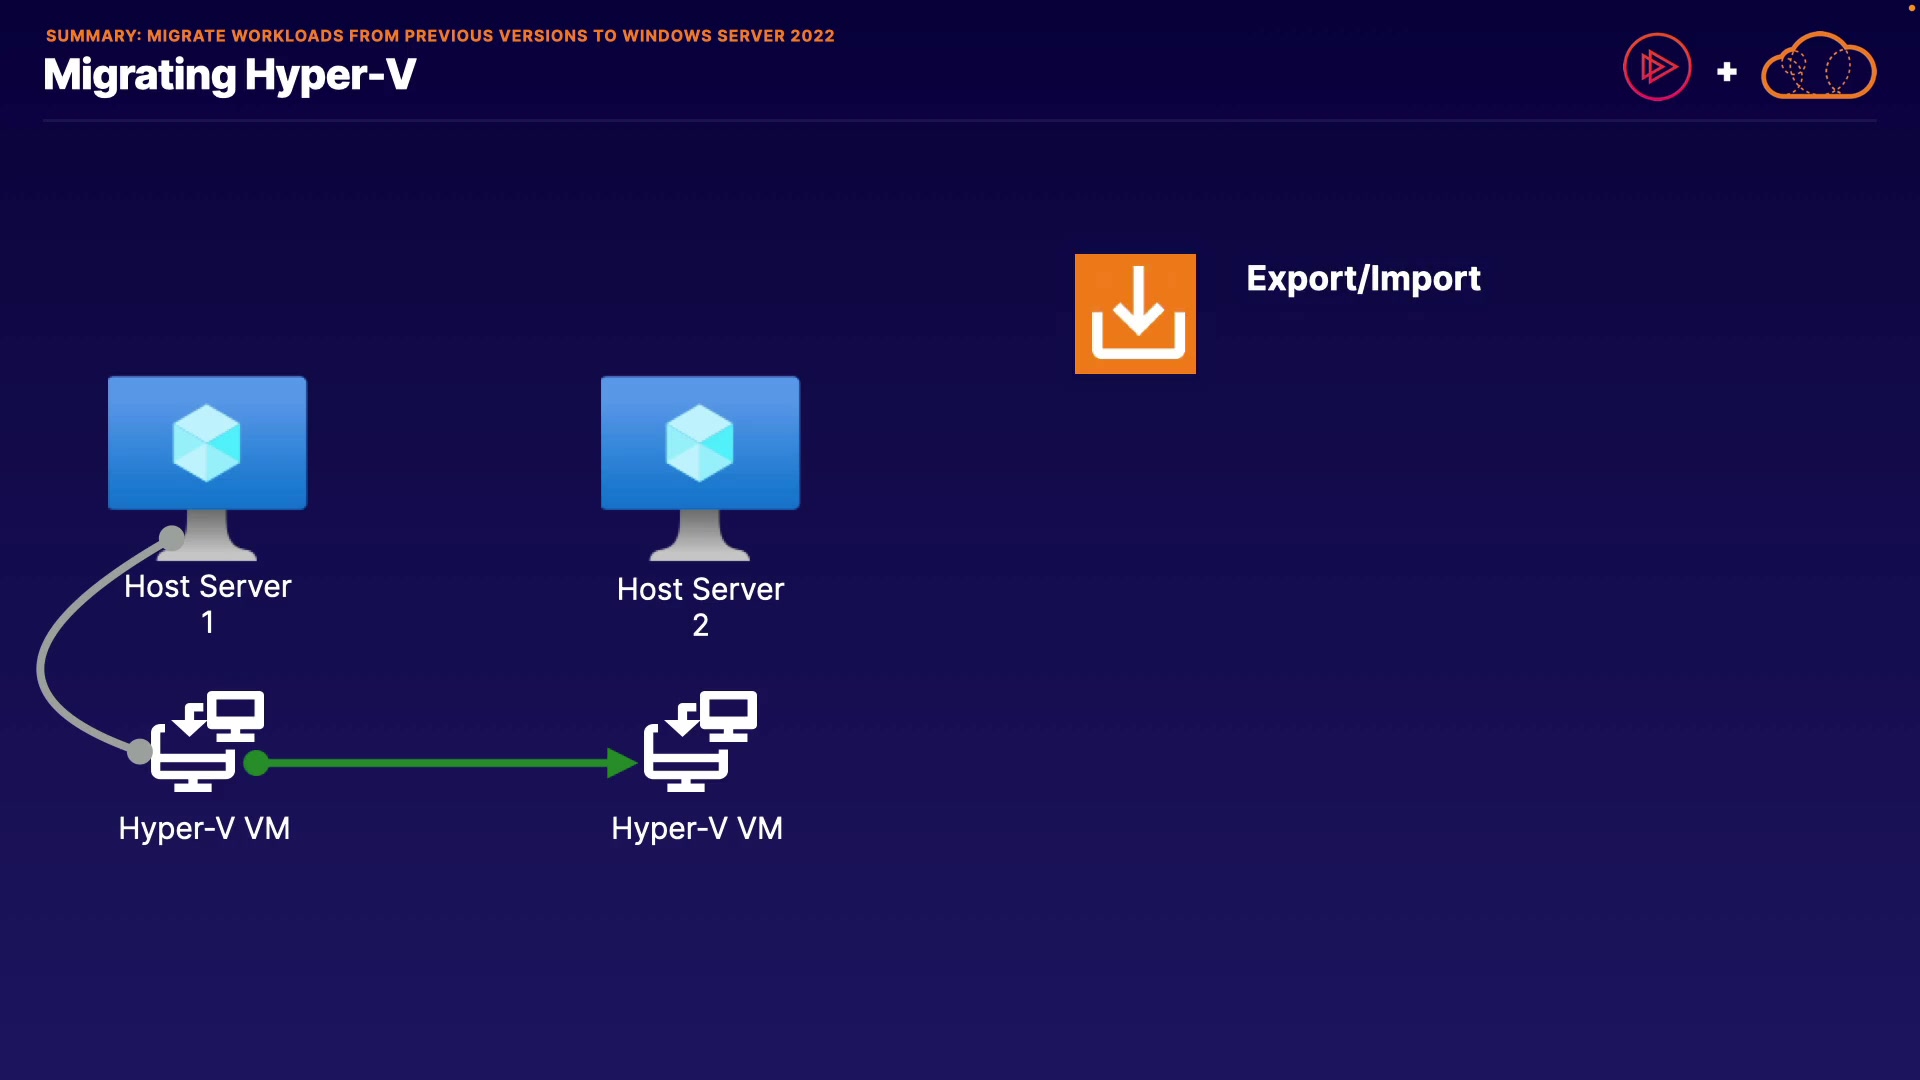 SUMMARY: MIGRATE WORKLOADS FROM PREVIOUS VERSIONS TO WINDOWS SERVER 2022
Migrating Hyper-V
Export/Import
Host Server
1
Host Server
2
Hyper-V VM
Hyper-V VM